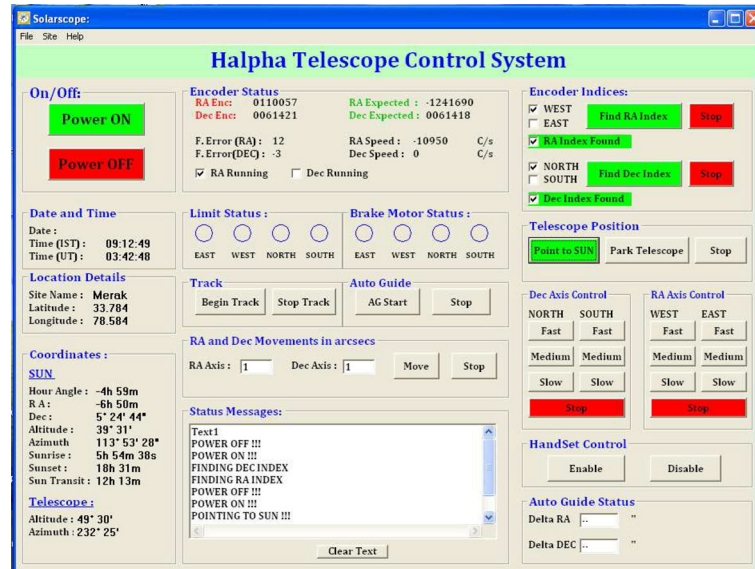 Solarscope:
File Site Help
Halpha Telescope Control System
On/Off:
Power ON
Power OFF
Encoder Status
RA Enc: 0110057 RA Expected : -1241690
Dec Enc: 0061421 Dec Expected : 0061418
F. Error (RA) : 12 RA Speed : -10950 C/s
F. Error(DEC) : -3 Dec Speed : 0 C/s
RA Running Dec Running
Encoder Indices:
WEST
EAST
Find RA Index Stop
RA Index Found
NORTH
SOUTH
Find Dec Index Stop
Dec Index Found
Date and Time
Date :
Time (IST) : 09:12:49
Time (UT) : 03:42:48
Limit Status :
EAST WEST NORTH SOUTH
Brake Motor Status :
EAST WEST NORTH SOUTH
Telescope Position
Point to SUN Park Telescope Stop
Location Details
Site Name : Merak
Latitude : 33.784
Longitude : 78.584
Track
Begin Track Stop Track
Auto Guide
AG Start Stop
Dec Axis Control
NORTH SOUTH
Fast Fast
Medium Medium
Slow Slow
Stop
RA Axis Control
WEST EAST
Fast Fast
Medium Medium
Slow Slow
Stop
RA and Dec Movements in arcsecs
RA Axis : 1 Dec Axis : 1 Move Stop
Coordinates :
SUN
Hour Angle : -4h 59m
R A : -6h 50m
Dec : 5° 24' 44"
Altitude : 39° 31'
Azimuth 113° 53' 28"
Sunrise : 5h 54m 38s
Sunset : 18h 31m
Sun Transit : 12h 13m
Telescope :
Altitude : 49° 30'
Azimuth : 232° 25'
Status Messages:
Text1
POWER OFF !!!
POWER ON !!!
FINDING DEC INDEX
FINDING RA INDEX
POWER OFF !!!
POWER ON !!!
POINTING TO SUN !!!
Clear Text
HandSet Control
Enable Disable
Auto Guide Status
Delta RA .. "
Delta DEC .. "